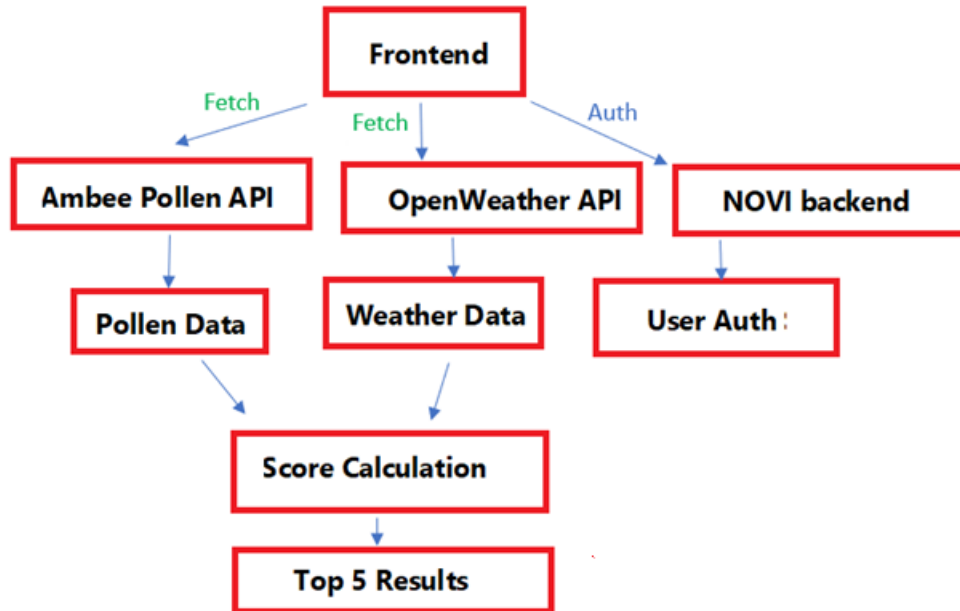 Frontend
Fetch
Fetch
Auth
Ambee Pollen API
OpenWeather API
NOVI backend
Pollen Data
Weather Data
User Auth :
Score Calculation
Top 5 Results